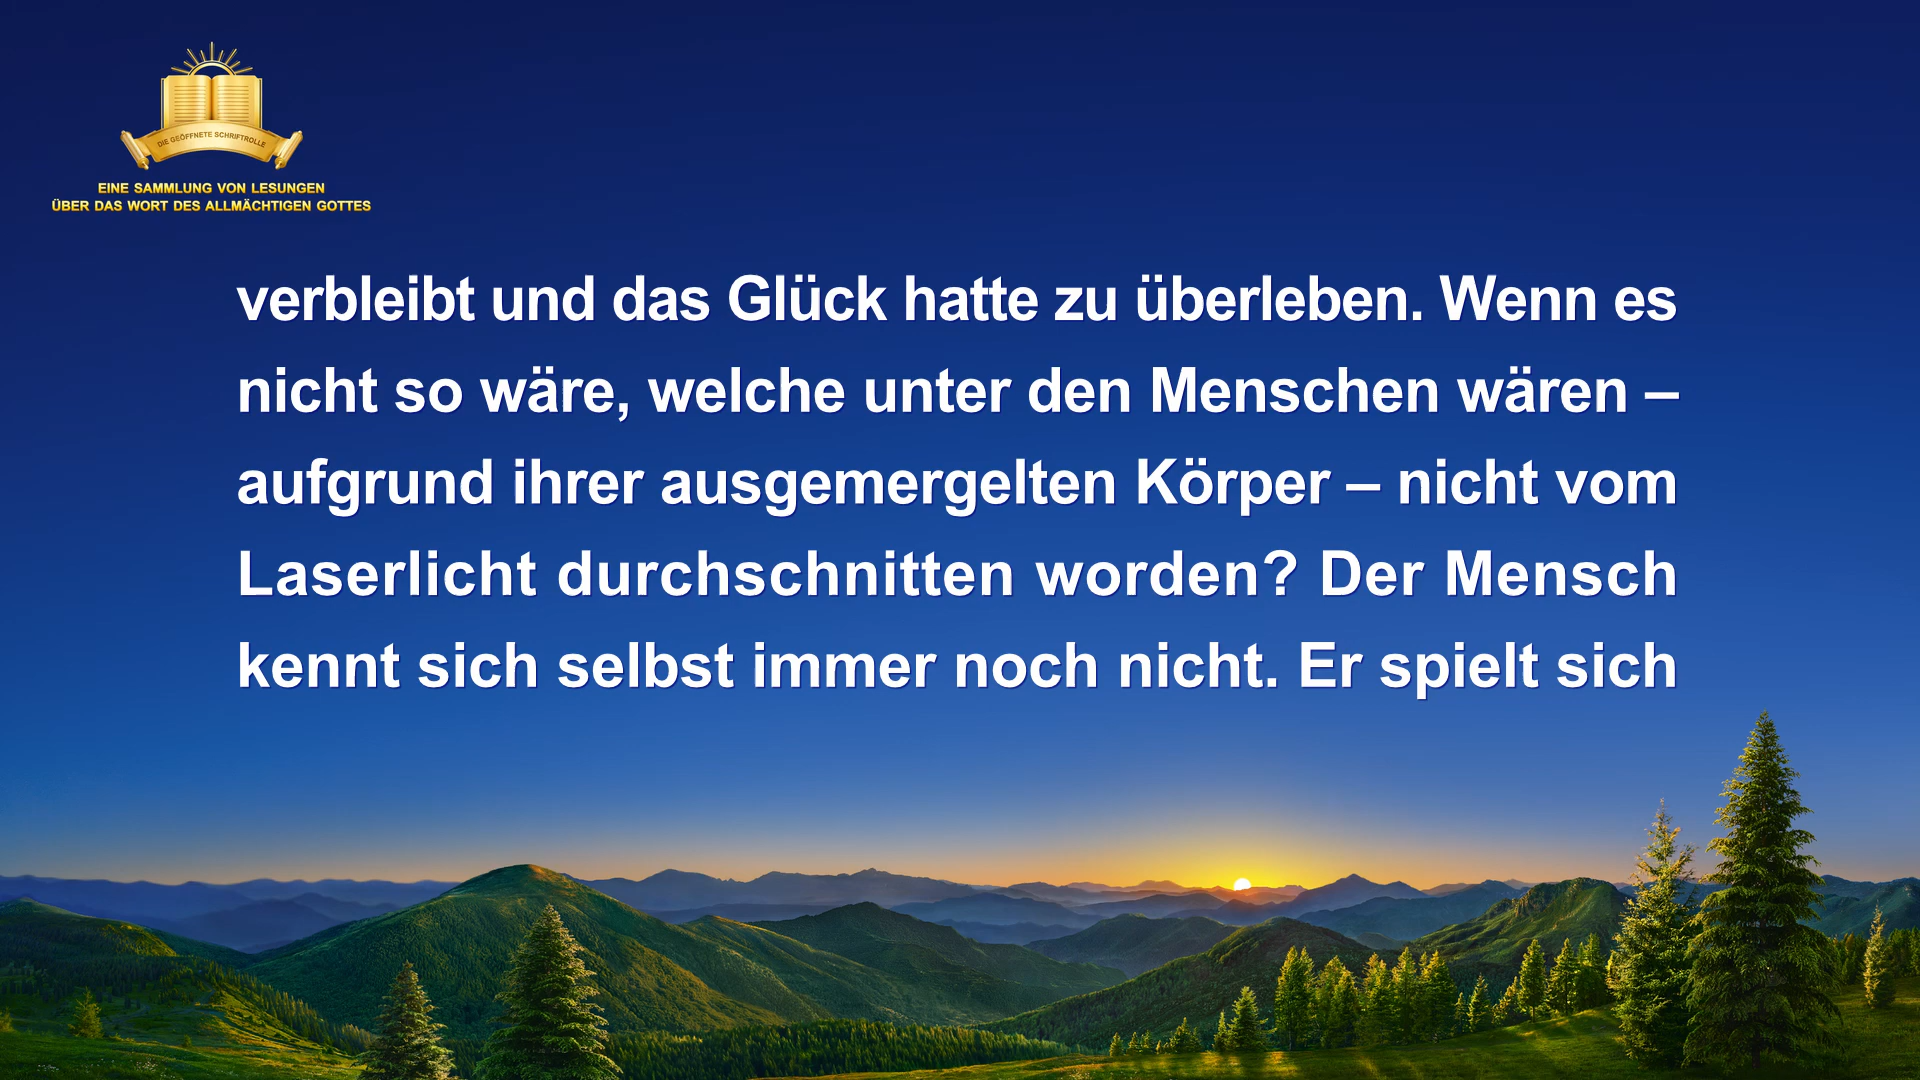 DIE GEÖFFNETE SCHRIFTROLLE
EINE SAMMLUNG VON LESUNGEN
ÜBER DAS WORT DES ALLMÄCHTIGEN GOTTES
verbleibt und das Glück hatte zu überleben. Wenn es
nicht so wäre, welche unter den Menschen wären –
aufgrund ihrer ausgemergelten Körper – nicht vom
Laserlicht durchschnitten worden? Der Mensch
kennt sich selbst immer noch nicht. Er spielt sich